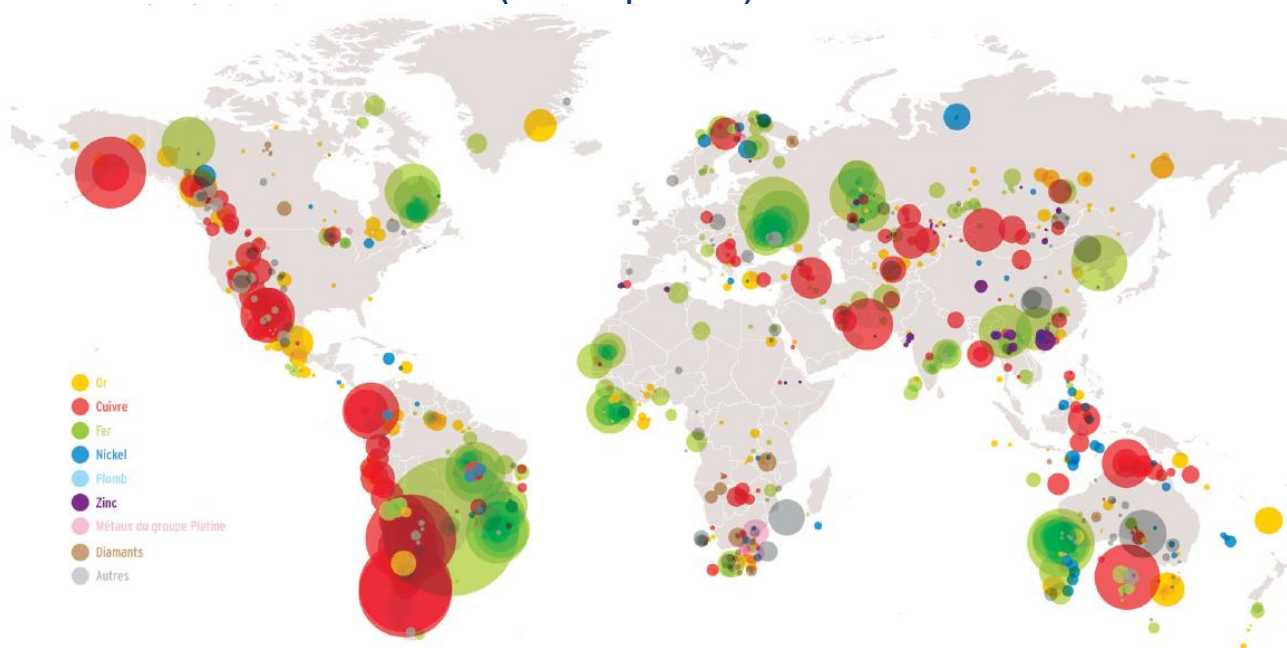 Or
Cuivre
Fer
Nickel
Plomb
Zinc
Métaux du groupe Platine
Diamants
Autres